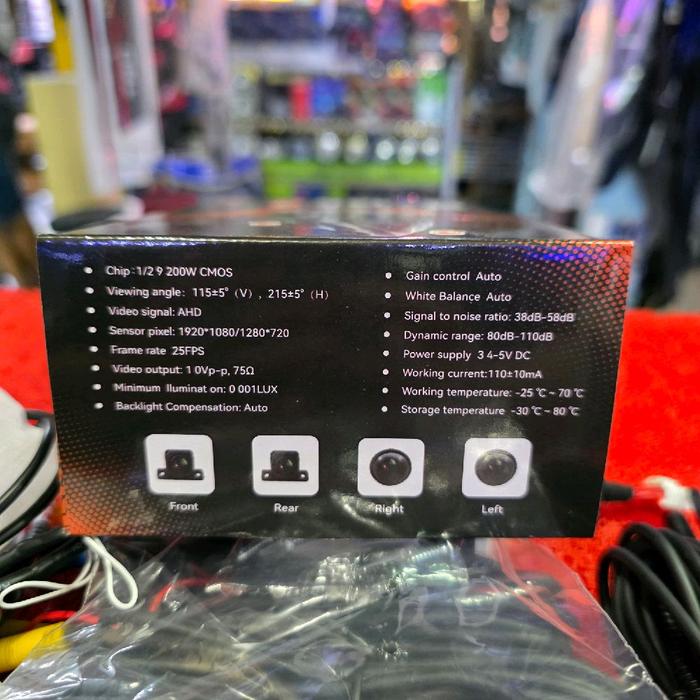 Chip:1/2 9 200W CMOS
Viewing angle: 115±5° (V) , 215±5° (H)
Video signal: AHD
Sensor pixel: 1920*1080/1280*720
Frame rate 25FPS
Video output: 1 0Vp-p, 75Ω
Minimum Iluminat on: 0 001LUX
Backlight Compensation: Auto
Gain control Auto
White Balance Auto
Signal to noise ratio: 38dB-58dB
Dynamic range: 80dB-110dB
Power supply 3 4-5V DC
Working current:110±10mA
Working temperature: -25 ℃ ~ 70 ℃
Storage temperature -30 ℃ ~ 80 ℃
Front
Rear
Right
Left